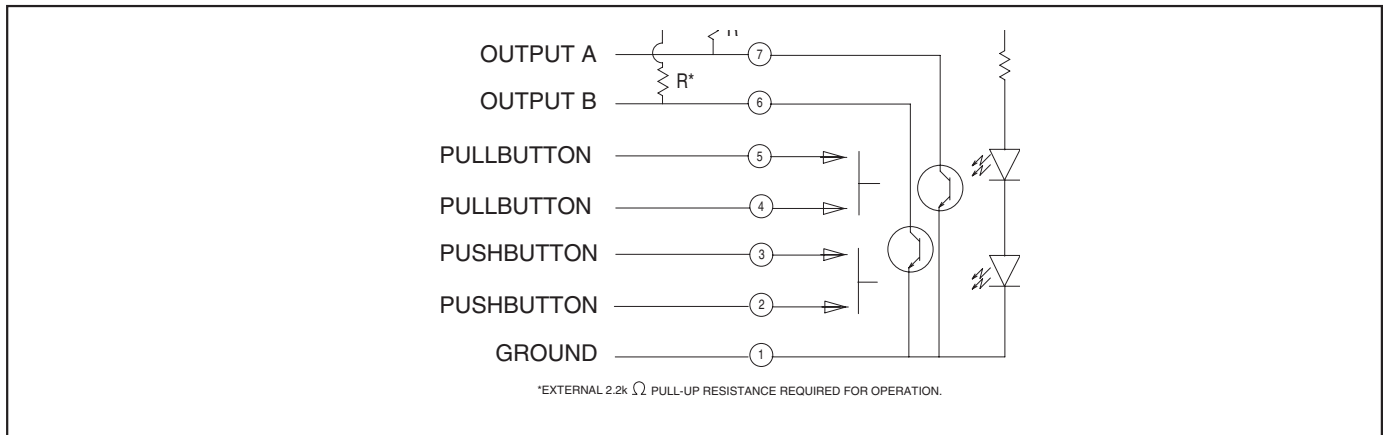 OUTPUT A
7
R*
OUTPUT B
6
PULLBUTTON
5
PULLBUTTON
4
PUSHBUTTON
3
PUSHBUTTON
2
GROUND
1
*EXTERNAL 2.2k Ω PULL-UP RESISTANCE REQUIRED FOR OPERATION.